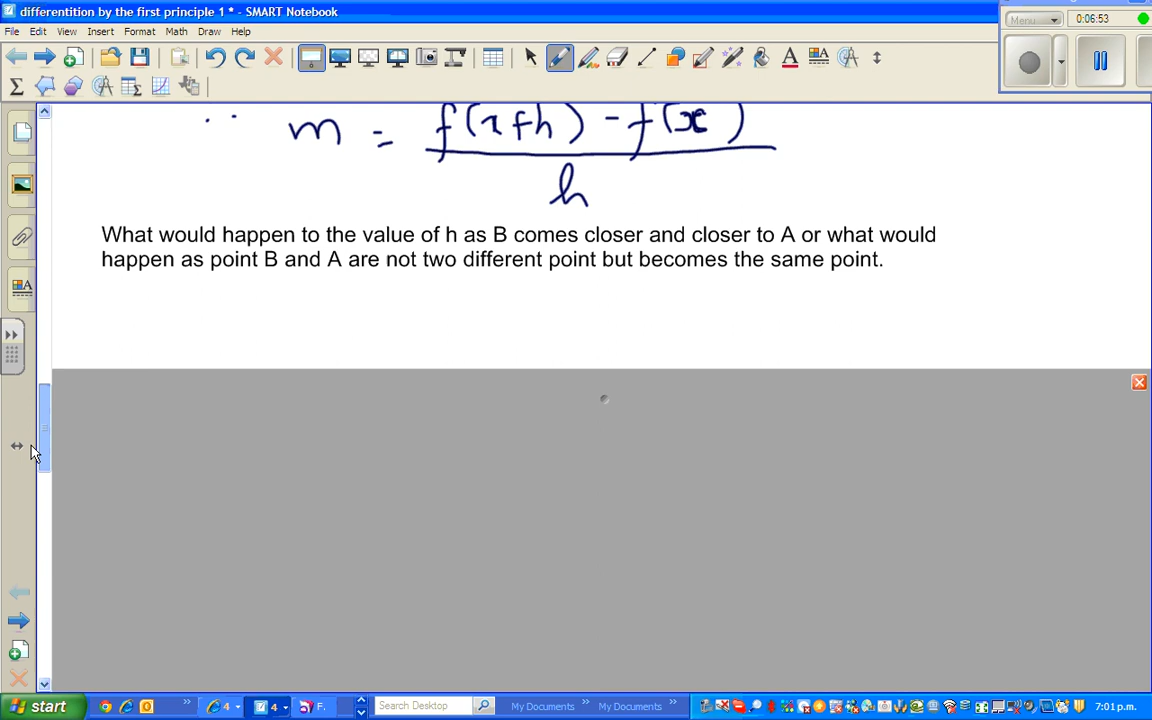 differentition by the first principle 1 * - SMART Notebook
File Edit View Insert Format Math Draw Help
Menu 0:06:53
∴ m = f(x+h) - f(x)
h
What would happen to the value of h as B comes closer and closer to A or what would
happen as point B and A are not two different point but becomes the same point.
start 4 4 F. Search Desktop My Documents My Documents 7:01 p.m.